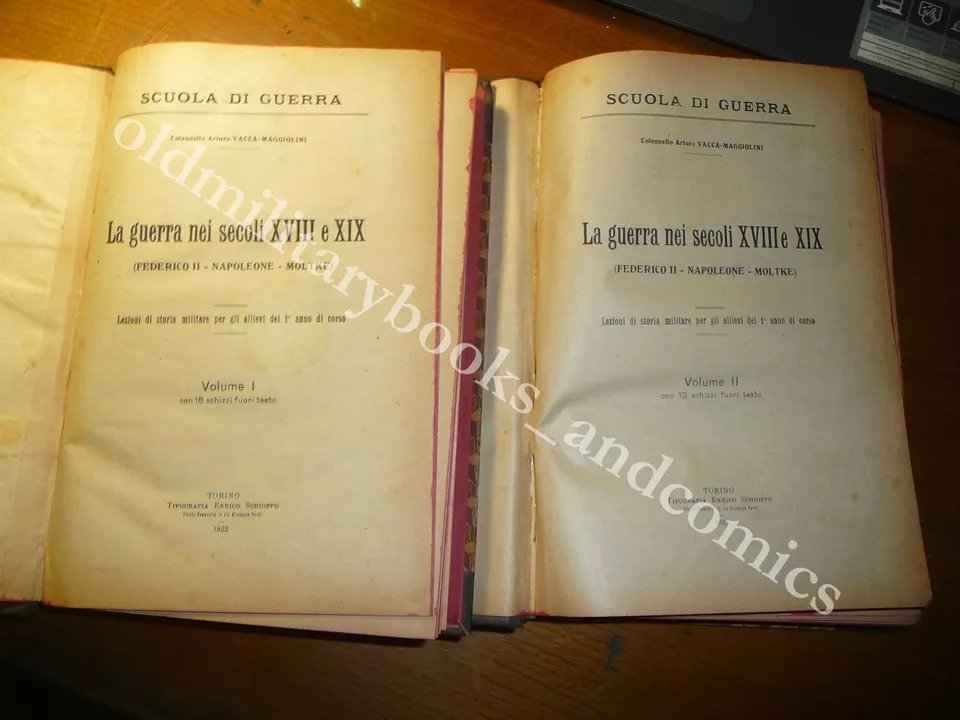 SCUOLA DI GUERRA
Colonnello Arturo VACCA-MAGGIOLINI
La guerra nei secoli XVIII e XIX
(FEDERICO II - NAPOLEONE - MOLTKE)
Lezioni di storia militare per gli allievi del 1° anno di corso
Volume I
con 18 schizzi fuori testo
TORINO
TIPOGRAFIA ENRICO SCHIOPPO
1922
SCUOLA DI GUERRA
Colonnello Arturo VACCA-MAGGIOLINI
La guerra nei secoli XVIII e XIX
(FEDERICO II - NAPOLEONE - MOLTKE)
Lezioni di storia militare per gli allievi del 1° anno di corso
Volume II
con 13 schizzi fuori testo
TORINO
TIPOGRAFIA ENRICO SCHIOPPO
oldmilitarybooks_andcomics